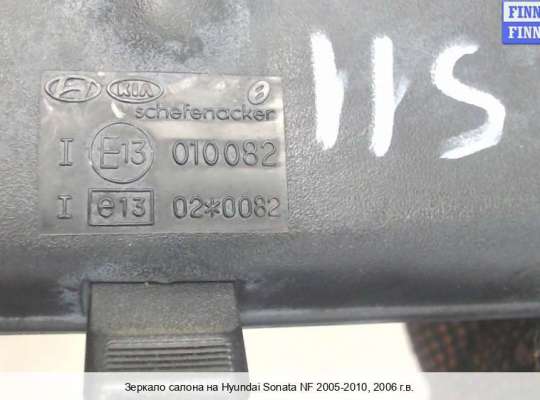 FINN
FINN
KIA
schefenacker
I E13 010082
I e13 02*0082
11S
Зеркало салона на Hyundai Sonata NF 2005-2010, 2006 г.в.